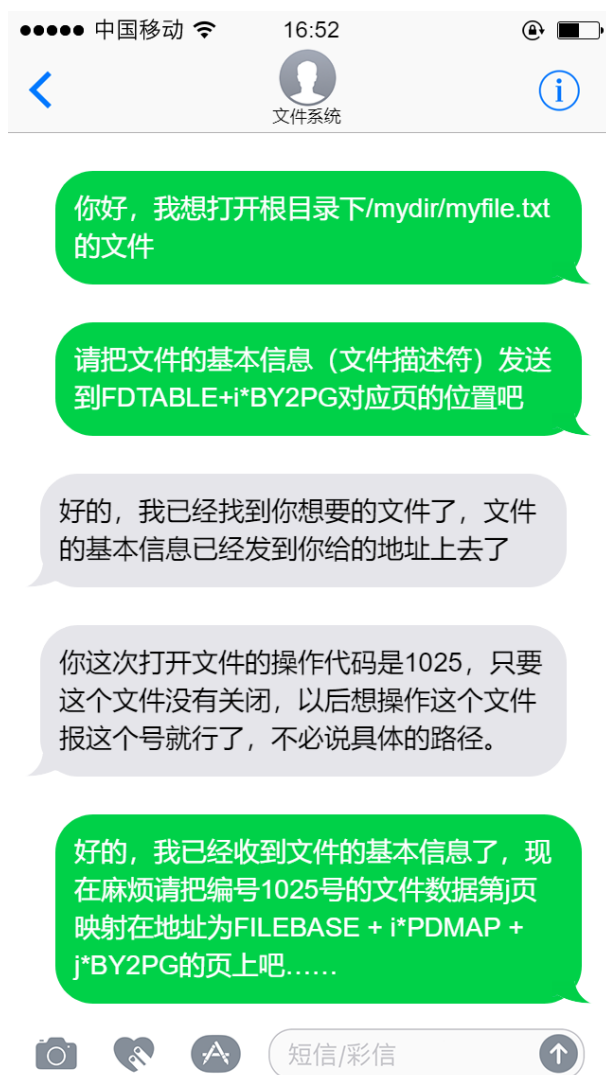 中国移动 16:52
文件系统
你好，我想打开根目录下/mydir/myfile.txt
的文件
请把文件的基本信息（文件描述符）发送
到FDTABLE+i*BY2PG对应页的位置吧
好的，我已经找到你想要的文件了，文件
的基本信息已经发到你给的地址上去了
你这次打开文件的操作代码是1025，只要
这个文件没有关闭，以后想操作这个文件
报这个号就行了，不必说具体的路径。
好的，我已经收到文件的基本信息了，现
在麻烦请把编号1025号的文件数据第j页
映射在地址为FILEBASE + i*PDMAP +
j*BY2PG的页上吧……
短信/彩信